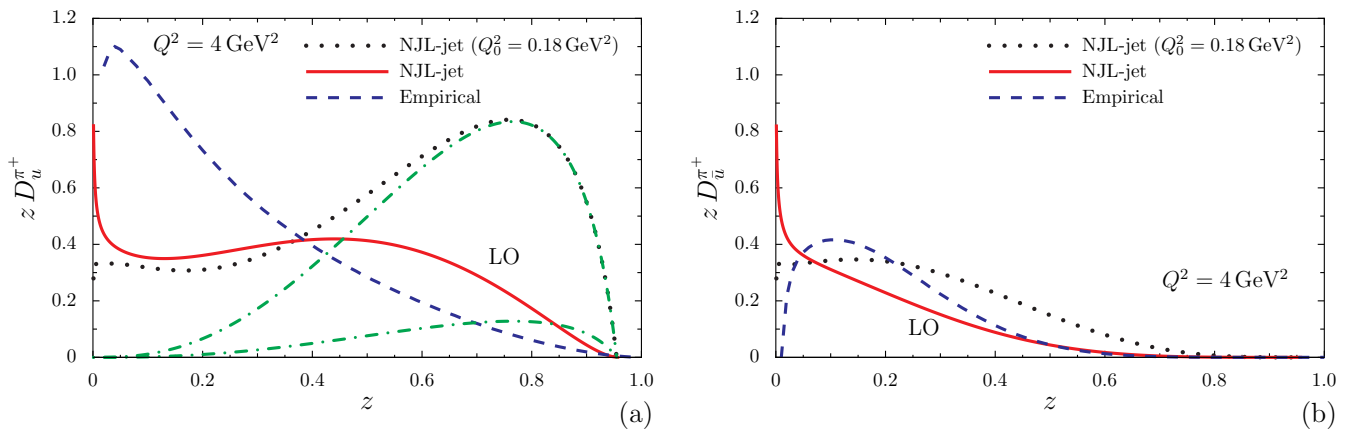 Q² = 4 GeV²
NJL-jet (Q₀² = 0.18 GeV²)
NJL-jet
Empirical
LO
z D_u^{π⁺}
1.2
1.0
0.8
0.6
0.4
0.2
0
0 0.2 0.4 0.6 0.8 1.0
z
(a)
NJL-jet (Q₀² = 0.18 GeV²)
NJL-jet
Empirical
Q² = 4 GeV²
LO
z D_ū^{π⁺}
1.2
1.0
0.8
0.6
0.4
0.2
0
0 0.2 0.4 0.6 0.8 1.0
z
(b)